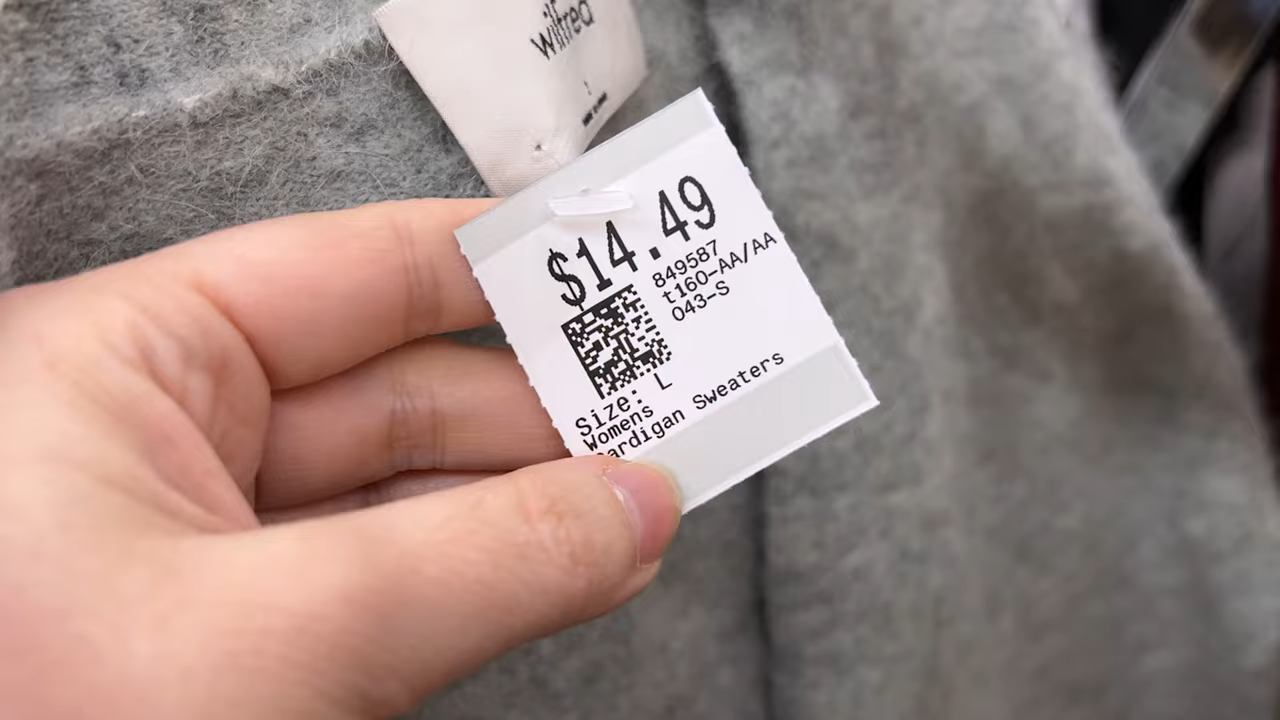 wilfred
$14.49
849587
t160-AA/AA
043-S
Size: L
Womens
Cardigan Sweaters